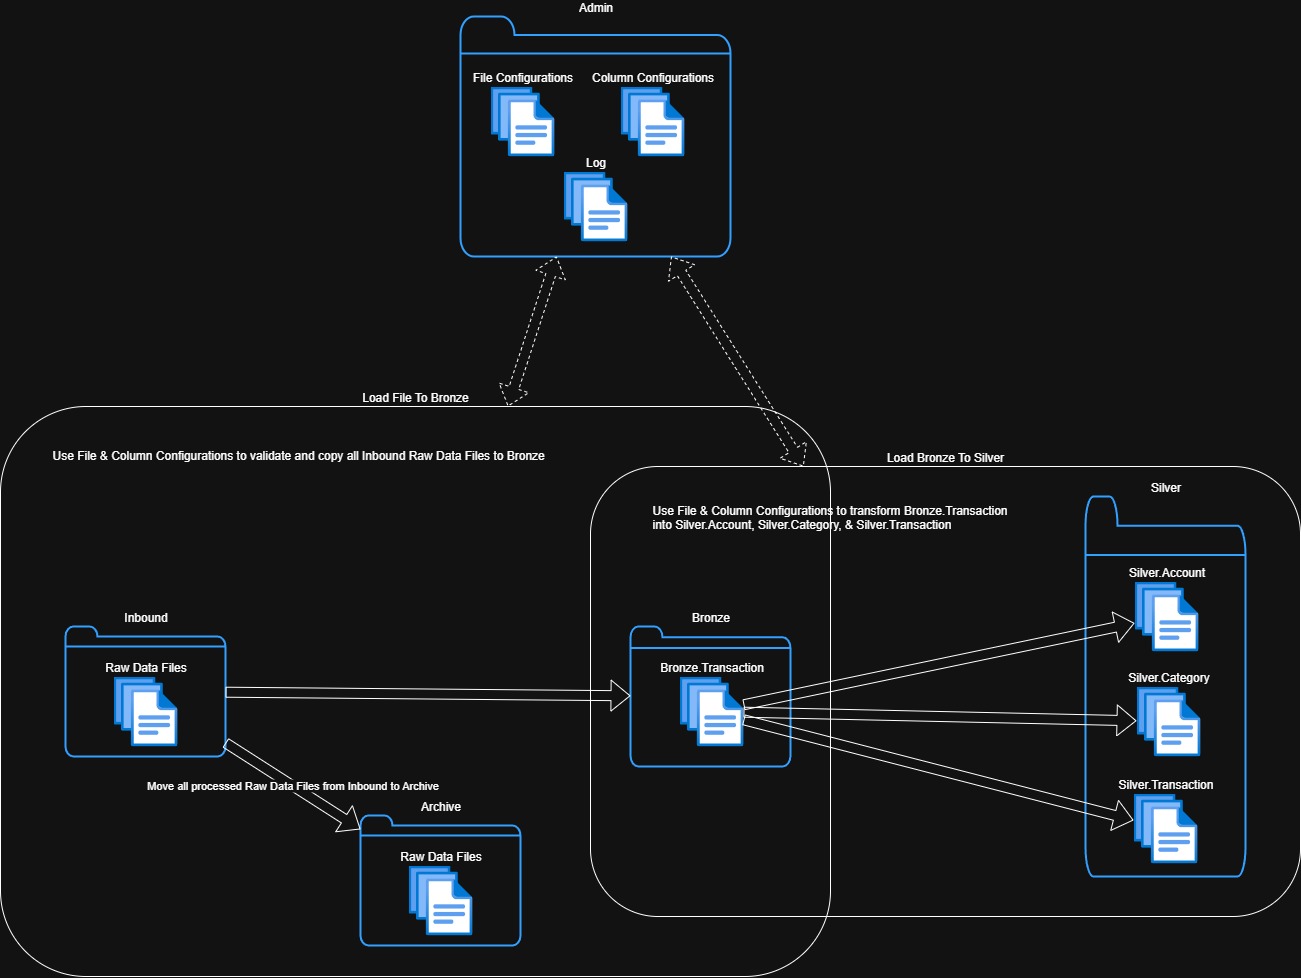 Admin
File Configurations
Column Configurations
Log
Load File To Bronze
Use File & Column Configurations to validate and copy all Inbound Raw Data Files to Bronze
Load Bronze To Silver
Use File & Column Configurations to transform Bronze.Transaction
into Silver.Account, Silver.Category, & Silver.Transaction
Silver
Silver.Account
Silver.Category
Silver.Transaction
Inbound
Raw Data Files
Bronze
Bronze.Transaction
Move all processed Raw Data Files from Inbound to Archive
Archive
Raw Data Files